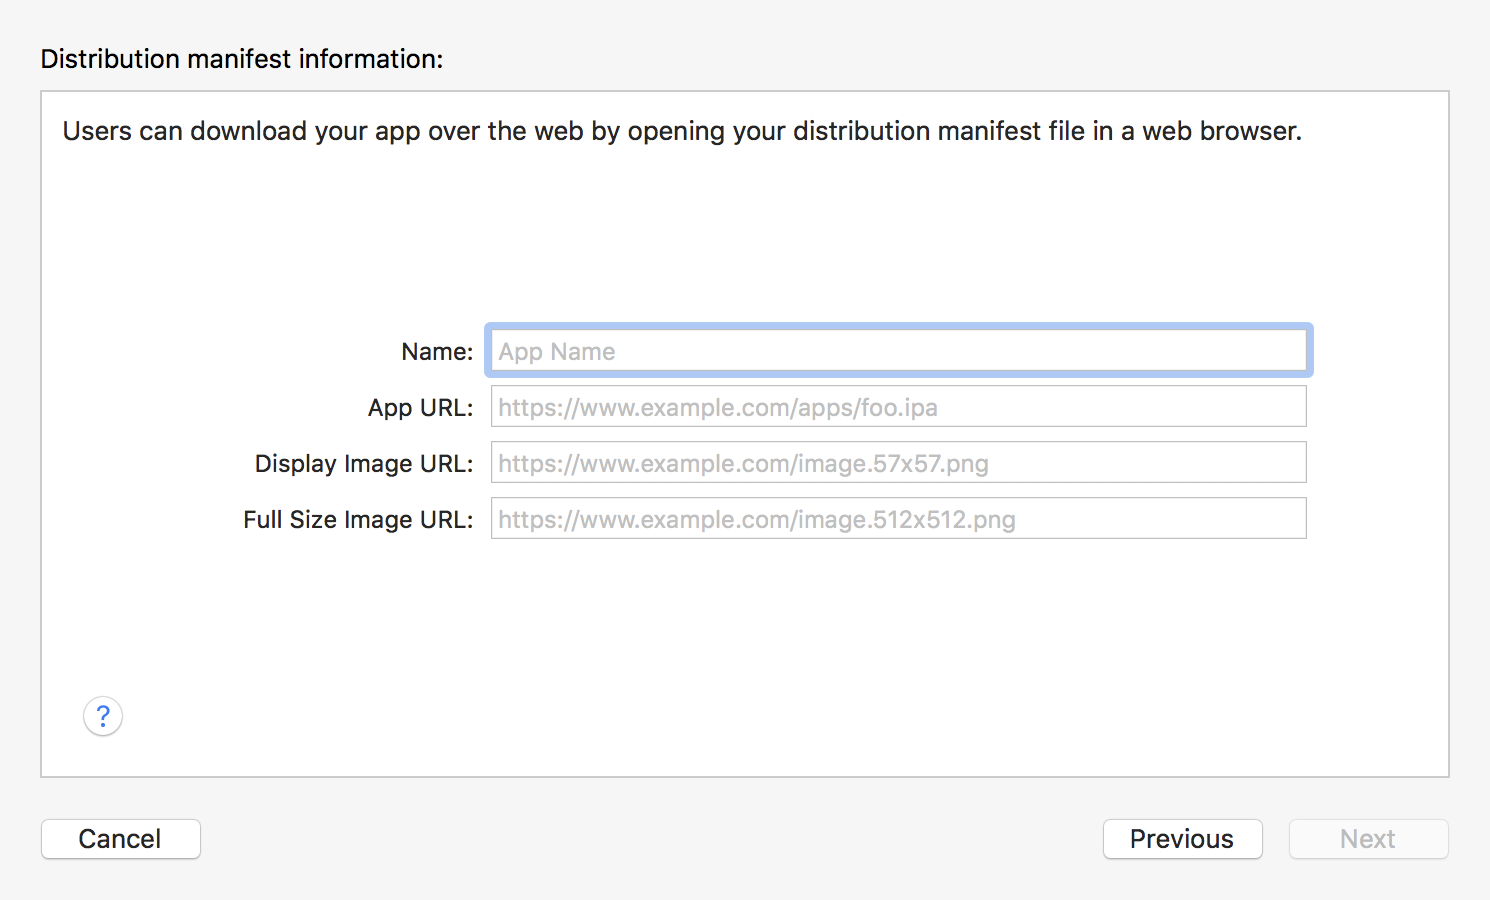 Distribution manifest information:
Users can download your app over the web by opening your distribution manifest file in a web browser.
Name: App Name
App URL: https://www.example.com/apps/foo.ipa
Display Image URL: https://www.example.com/image.57x57.png
Full Size Image URL: https://www.example.com/image.512x512.png
?
Cancel Previous Next